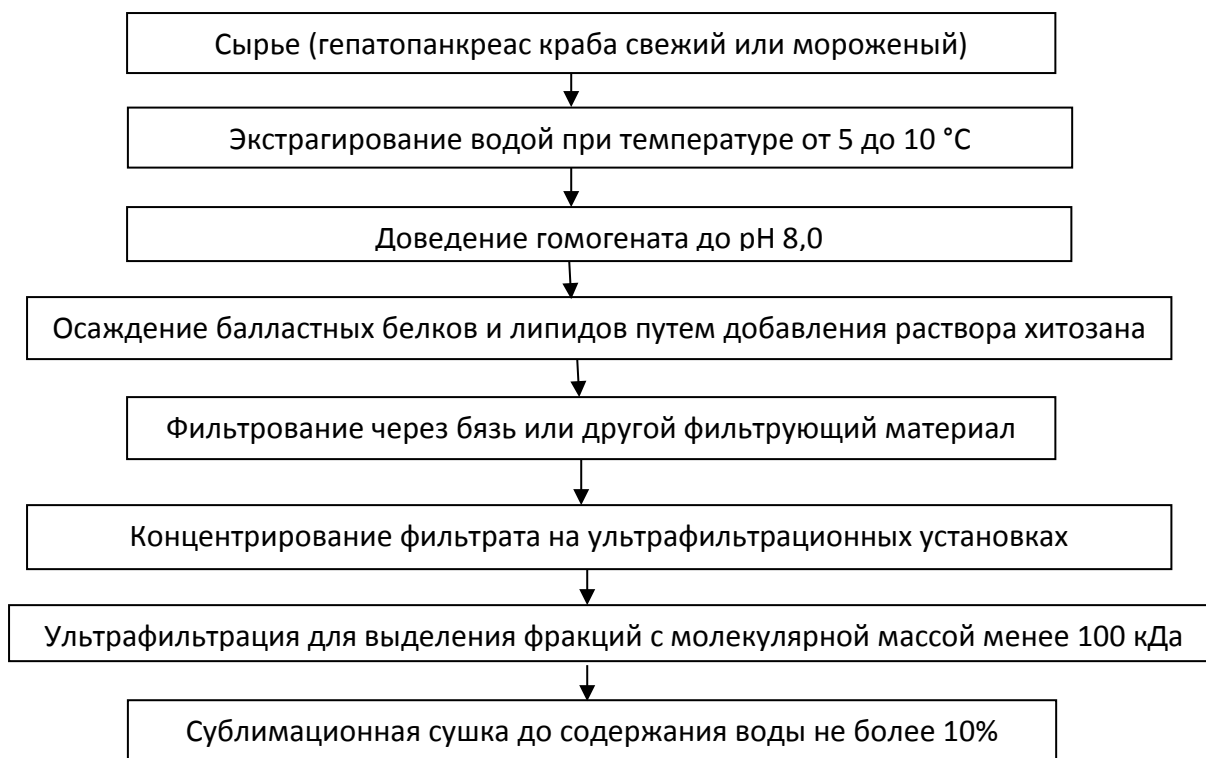 Сырье (гепатопанкреас краба свежий или мороженый)
Экстрагирование водой при температуре от 5 до 10 °С
Доведение гомогената до рН 8,0
Осаждение балластных белков и липидов путем добавления раствора хитозана
Фильтрование через бязь или другой фильтрующий материал
Концентрирование фильтрата на ультрафильтрационных установках
Ультрафильтрация для выделения фракций с молекулярной массой менее 100 кДа
Сублимационная сушка до содержания воды не более 10%